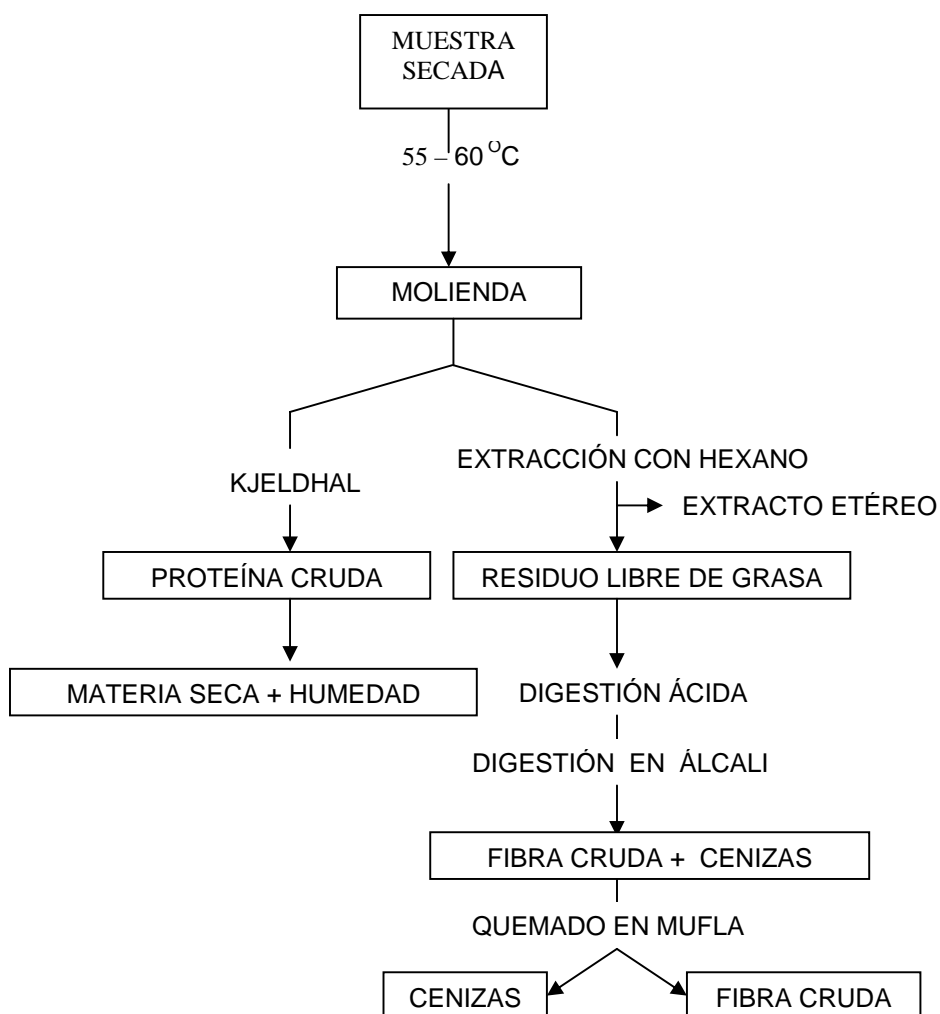 MUESTRA
SECADA
55 – 60 °C
MOLIENDA
KJELDHAL
EXTRACCIÓN CON HEXANO
EXTRACTO ETÉREO
PROTEÍNA CRUDA
RESIDUO LIBRE DE GRASA
MATERIA SECA + HUMEDAD
DIGESTIÓN ÁCIDA
DIGESTIÓN EN ÁLCALI
FIBRA CRUDA + CENIZAS
QUEMADO EN MUFLA
CENIZAS
FIBRA CRUDA